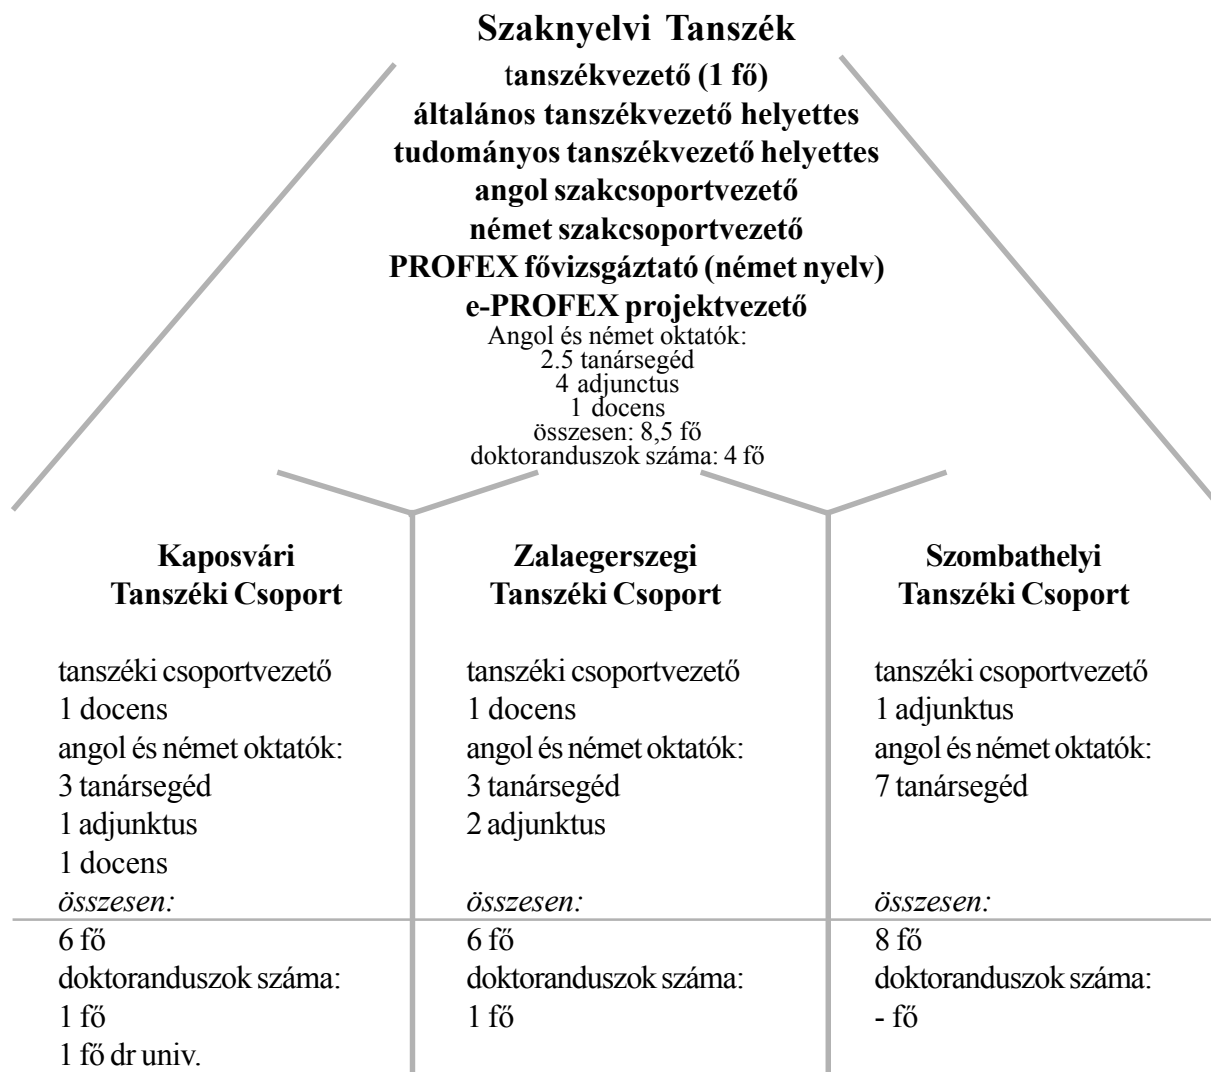 Szaknyelvi Tanszék
tanszékvezető (1 fő)
általános tanszékvezető helyettes
tudományos tanszékvezető helyettes
angol szakcsoportvezető
német szakcsoportvezető
PROFEX fővizsgáztató (német nyelv)
e-PROFEX projektvezető
Angol és német oktatók:
2.5 tanársegéd
4 adjunctus
1 docens
összesen: 8,5 fő
doktoranduszok száma: 4 fő
Kaposvári
Tanszéki Csoport
tanszéki csoportvezető
1 docens
angol és német oktatók:
3 tanársegéd
1 adjunktus
1 docens
összesen:
6 fő
doktoranduszok száma:
1 fő
1 fő dr univ.
Zalaegerszegi
Tanszéki Csoport
tanszéki csoportvezető
1 docens
angol és német oktatók:
3 tanársegéd
2 adjunktus
összesen:
6 fő
doktoranduszok száma:
1 fő
Szombathelyi
Tanszéki Csoport
tanszéki csoportvezető
1 adjunktus
angol és német oktatók:
7 tanársegéd
összesen:
8 fő
doktoranduszok száma:
- fő